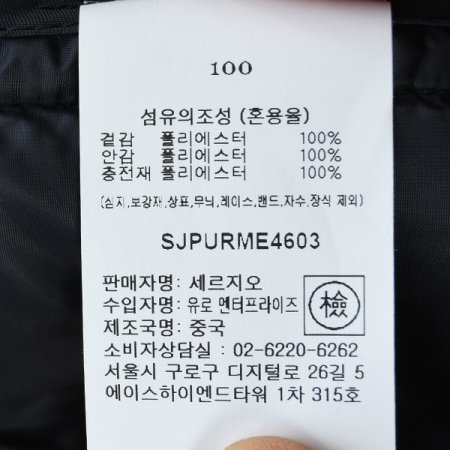 100
섬유의조성 (혼용율)
겉감 폴리에스터 100%
안감 폴리에스터 100%
충전재 폴리에스터 100%
(심지,보강재,상표,무늬,레이스,밴드,자수,장식 제외)
SJPURME4603
판매자명: 세르지오
수입자명: 유로 엔터프라이즈
檢
제조국명: 중국
소비자상담실 : 02-6220-6262
서울시 구로구 디지털로 26길 5
에이스하이엔드타워 1차 315호